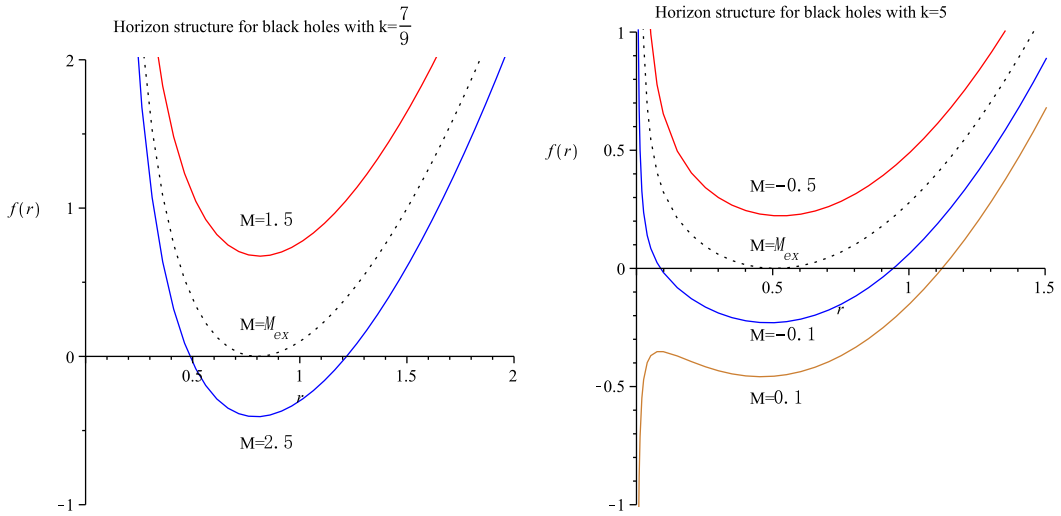 Horizon structure for black holes with k=7/9
2
f(r)
1
M=1.5
M=M_ex
0
0.5
1
1.5
2
r
M=2.5
−1
Horizon structure for black holes with k=5
1
f(r)
0.5
M=−0.5
M=M_ex
0
0.5
1
1.5
r
M=−0.1
M=0.1
−0.5
−1